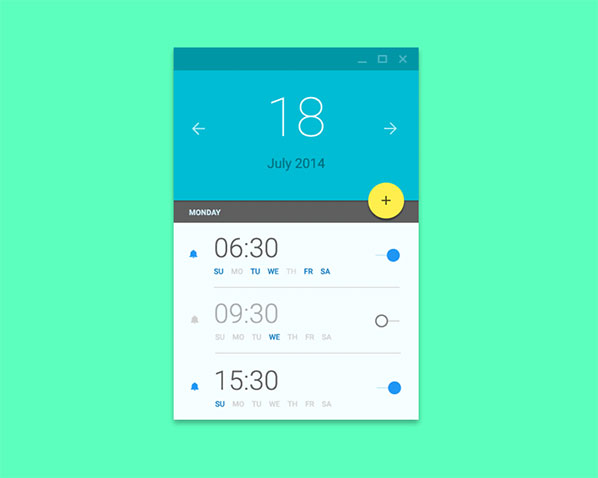 18
July 2014
+
MONDAY
06:30
SU MO TU WE TH FR SA
09:30
SU MO TU WE TH FR SA
15:30
SU MO TU WE TH FR SA